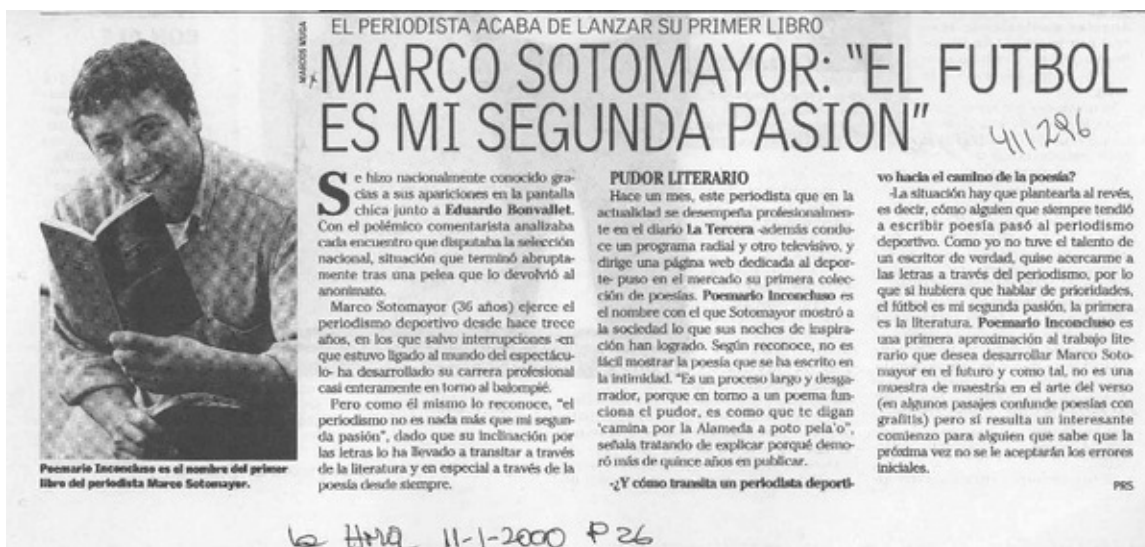 EL PERIODISTA ACABA DE LANZAR SU PRIMER LIBRO
MARCOS MUGA
MARCO SOTOMAYOR: "EL FUTBOL
ES MI SEGUNDA PASION"
411296
Se hizo nacionalmente conocido gra-
cias a sus apariciones en la pantalla
chica junto a Eduardo Bonvallet.
Con el polémico comentarista analizaba
cada encuentro que disputaba la selección
nacional, situación que terminó abrupta-
mente tras una pelea que lo devolvió al
anonimato.
Marco Sotomayor (36 años) ejerce el
periodismo deportivo desde hace trece
años, en los que salvo interrupciones -en
que estuvo ligado al mundo del espectácu-
lo- ha desarrollado su carrera profesional
casi enteramente en torno al balompié.
Pero como él mismo lo reconoce, "el
periodismo no es nada más que mi segun-
da pasión", dado que su inclinación por
las letras lo ha llevado a transitar a través
de la literatura y en especial a través de la
poesía desde siempre.
PUDOR LITERARIO
Hace un mes, este periodista que en la
actualidad se desempeña profesionalmen-
te en el diario La Tercera -además condu-
ce un programa radial y otro televisivo, y
dirige una página web dedicada al depor-
te- puso en el mercado su primera colec-
ción de poesías. Poemario Inconcluso es
el nombre con el que Sotomayor mostró a
la sociedad lo que sus noches de inspira-
ción han logrado. Según reconoce, no es
fácil mostrar la poesía que se ha escrito en
la intimidad. "Es un proceso largo y desga-
rrador, porque en torno a un poema fun-
ciona el pudor, es como que te digan
'camina por la Alameda a poto pela'o",
señala tratando de explicar porqué demo-
ró más de quince años en publicar.
-¿Y cómo transita un periodista deporti-
vo hacia el camino de la poesía?
-La situación hay que plantearla al revés,
es decir, cómo alguien que siempre tendió
a escribir poesía pasó al periodismo
deportivo. Como yo no tuve el talento de
un escritor de verdad, quise acercarme a
las letras a través del periodismo, por lo
que si hubiera que hablar de prioridades,
el fútbol es mi segunda pasión, la primera
es la literatura. Poemario Inconcluso es
una primera aproximación al trabajo lite-
rario que desea desarrollar Marco Soto-
mayor en el futuro y como tal, no es una
muestra de maestría en el arte del verso
(en algunos pasajes confunde poesías con
grafitis) pero sí resulta un interesante
comienzo para alguien que sabe que la
próxima vez no se le aceptarán los errores
iniciales.
PRS
Poemario Inconcluso es el nombre del primer
libro del periodista Marco Sotomayor.
11-1-2000 P 26